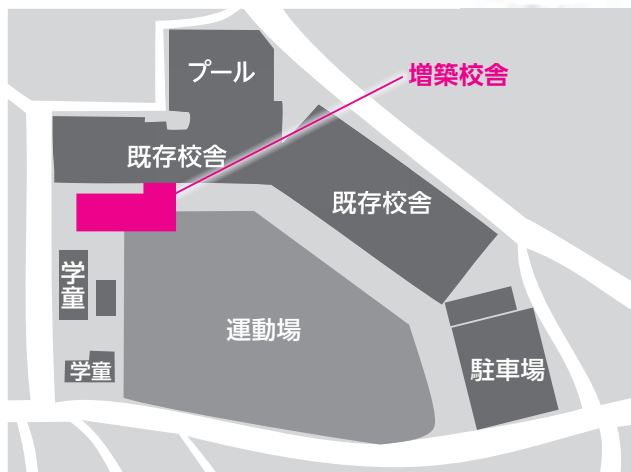 プール
増築校舎
既存校舎
既存校舎
学童
運動場
学童
駐車場